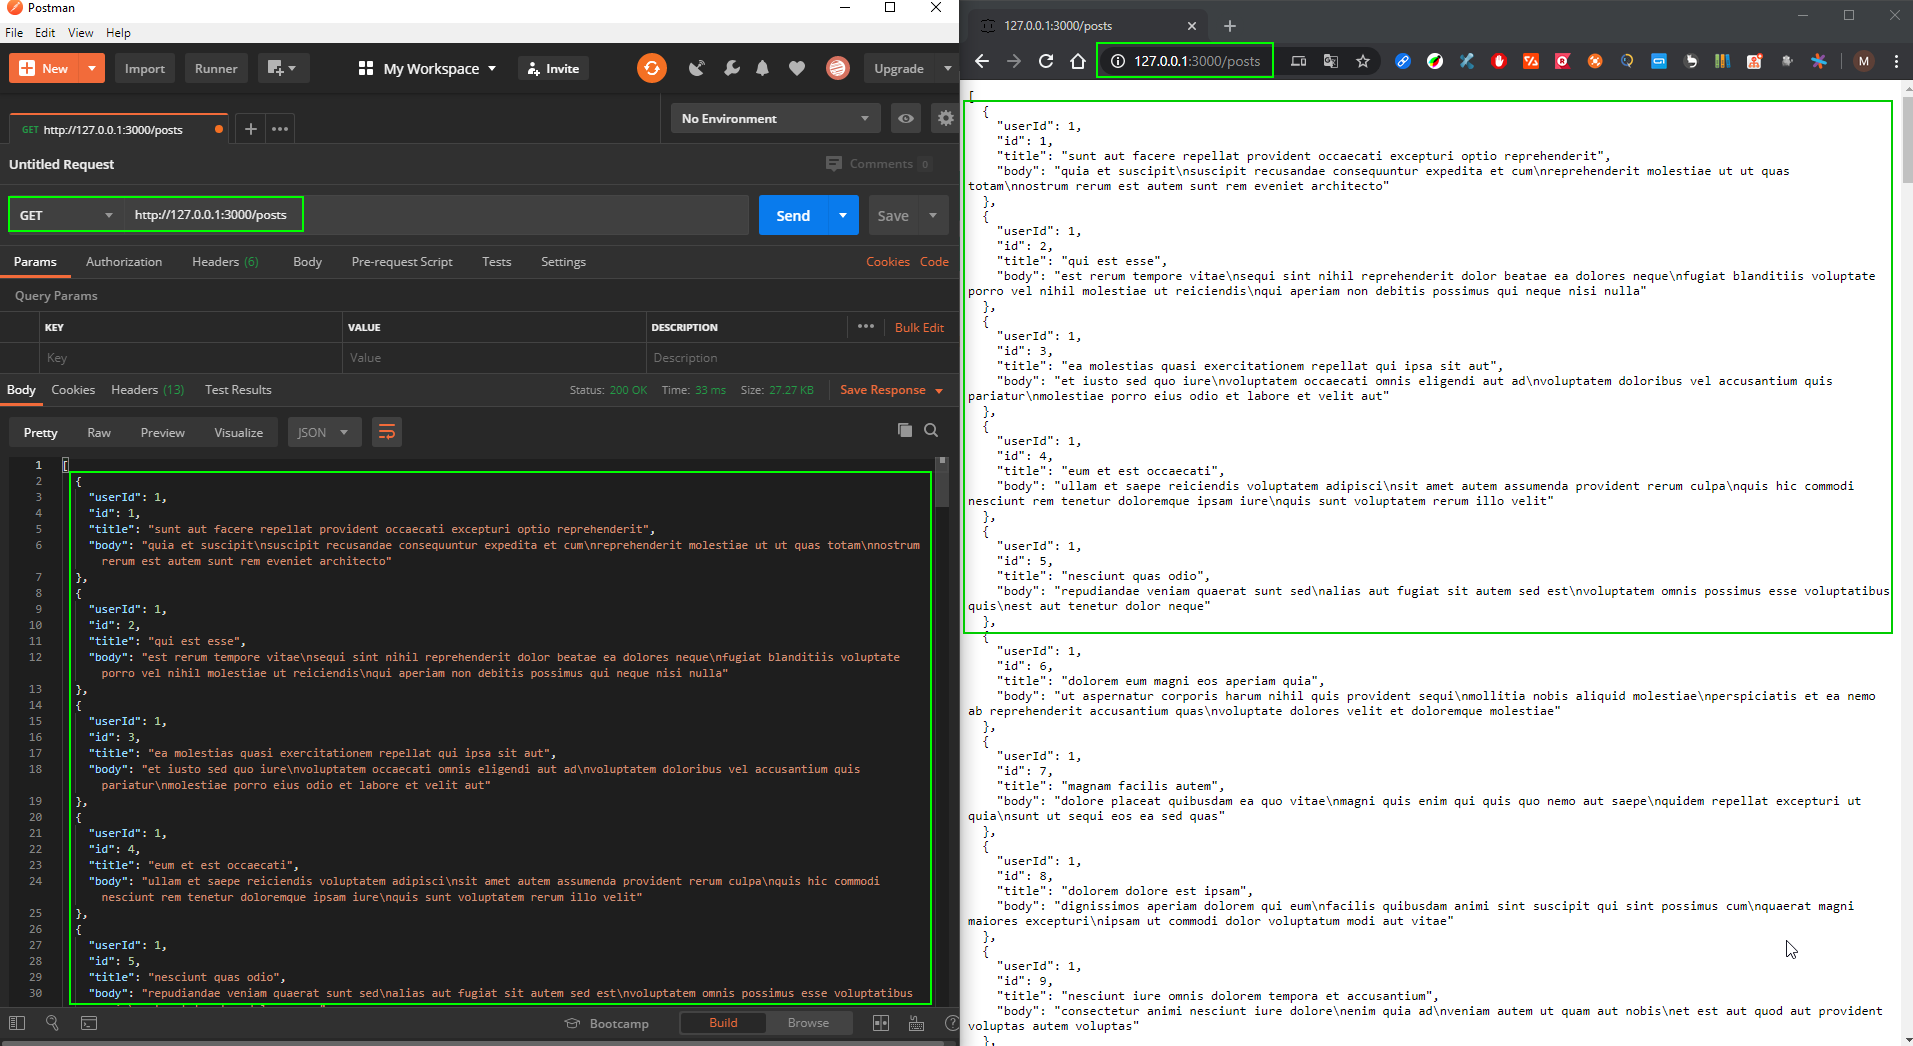 Postman
File Edit View Help
New Import Runner My Workspace Invite Upgrade
GET http://127.0.0.1:3000/posts
No Environment
Untitled Request
Comments 0
GET http://127.0.0.1:3000/posts Send Save
Params Authorization Headers (6) Body Pre-request Script Tests Settings Cookies Code
Query Params
KEY VALUE DESCRIPTION Bulk Edit
Key Value Description
Body Cookies Headers (13) Test Results Status: 200 OK Time: 33 ms Size: 27.27 KB Save Response
Pretty Raw Preview Visualize JSON
1 [
2 {
3 "userId": 1,
4 "id": 1,
5 "title": "sunt aut facere repellat provident occaecati excepturi optio reprehenderit",
6 "body": "quia et suscipit\nsuscipit recusandae consequuntur expedita et cum\nreprehenderit molestiae ut ut quas totam\nnostrum
rerum est autem sunt rem eveniet architecto"
7 },
8 {
9 "userId": 1,
10 "id": 2,
11 "title": "qui est esse",
12 "body": "est rerum tempore vitae\nsequi sint nihil reprehenderit dolor beatae ea dolores neque\nfugiat blanditiis voluptate
porro vel nihil molestiae ut reiciendis\nqui aperiam non debitis possimus qui neque nisi nulla"
13 },
14 {
15 "userId": 1,
16 "id": 3,
17 "title": "ea molestias quasi exercitationem repellat qui ipsa sit aut",
18 "body": "et iusto sed quo iure\nvoluptatem occaecati omnis eligendi aut ad\nvoluptatem doloribus vel accusantium quis
pariatur\nmolestiae porro eius odio et labore et velit aut"
19 },
20 {
21 "userId": 1,
22 "id": 4,
23 "title": "eum et est occaecati",
24 "body": "ullam et saepe reiciendis voluptatem adipisci\nsit amet autem assumenda provident rerum culpa\nquis hic commodi
nesciunt rem tenetur doloremque ipsam iure\nquis sunt voluptatem rerum illo velit"
25 },
26 {
27 "userId": 1,
28 "id": 5,
29 "title": "nesciunt quas odio",
30 "body": "repudiandae veniam quaerat sunt sed\nalias aut fugiat sit autem sed est\nvoluptatem omnis possimus esse voluptatibus
Bootcamp Build Browse
127.0.0.1:3000/posts
127.0.0.1:3000/posts M
[
{
"userId": 1,
"id": 1,
"title": "sunt aut facere repellat provident occaecati excepturi optio reprehenderit",
"body": "quia et suscipit\nsuscipit recusandae consequuntur expedita et cum\nreprehenderit molestiae ut ut quas
totam\nnostrum rerum est autem sunt rem eveniet architecto"
},
{
"userId": 1,
"id": 2,
"title": "qui est esse",
"body": "est rerum tempore vitae\nsequi sint nihil reprehenderit dolor beatae ea dolores neque\nfugiat blanditiis voluptate
porro vel nihil molestiae ut reiciendis\nqui aperiam non debitis possimus qui neque nisi nulla"
},
{
"userId": 1,
"id": 3,
"title": "ea molestias quasi exercitationem repellat qui ipsa sit aut",
"body": "et iusto sed quo iure\nvoluptatem occaecati omnis eligendi aut ad\nvoluptatem doloribus vel accusantium quis
pariatur\nmolestiae porro eius odio et labore et velit aut"
},
{
"userId": 1,
"id": 4,
"title": "eum et est occaecati",
"body": "ullam et saepe reiciendis voluptatem adipisci\nsit amet autem assumenda provident rerum culpa\nquis hic commodi
nesciunt rem tenetur doloremque ipsam iure\nquis sunt voluptatem rerum illo velit"
},
{
"userId": 1,
"id": 5,
"title": "nesciunt quas odio",
"body": "repudiandae veniam quaerat sunt sed\nalias aut fugiat sit autem sed est\nvoluptatem omnis possimus esse voluptatibus
quis\nest aut tenetur dolor neque"
},
{
"userId": 1,
"id": 6,
"title": "dolorem eum magni eos aperiam quia",
"body": "ut aspernatur corporis harum nihil quis provident sequi\nmollitia nobis aliquid molestiae\nperspiciatis et ea nemo
ab reprehenderit accusantium quas\nvoluptate dolores velit et doloremque molestiae"
},
{
"userId": 1,
"id": 7,
"title": "magnam facilis autem",
"body": "dolore placeat quibusdam ea quo vitae\nmagni quis enim qui quis quo nemo aut saepe\nquidem repellat excepturi ut
quia\nsunt ut sequi eos ea sed quas"
},
{
"userId": 1,
"id": 8,
"title": "dolorem dolore est ipsam",
"body": "dignissimos aperiam dolorem qui eum\nfacilis quibusdam animi sint suscipit qui sint possimus cum\nquaerat magni
maiores excepturi\nipsam ut commodi dolor voluptatum modi aut vitae"
},
{
"userId": 1,
"id": 9,
"title": "nesciunt iure omnis dolorem tempora et accusantium",
"body": "consectetur animi nesciunt iure dolore\nenim quia ad\nveniam autem ut quam aut nobis\net est aut quod aut provident
voluptas autem voluptas"
},